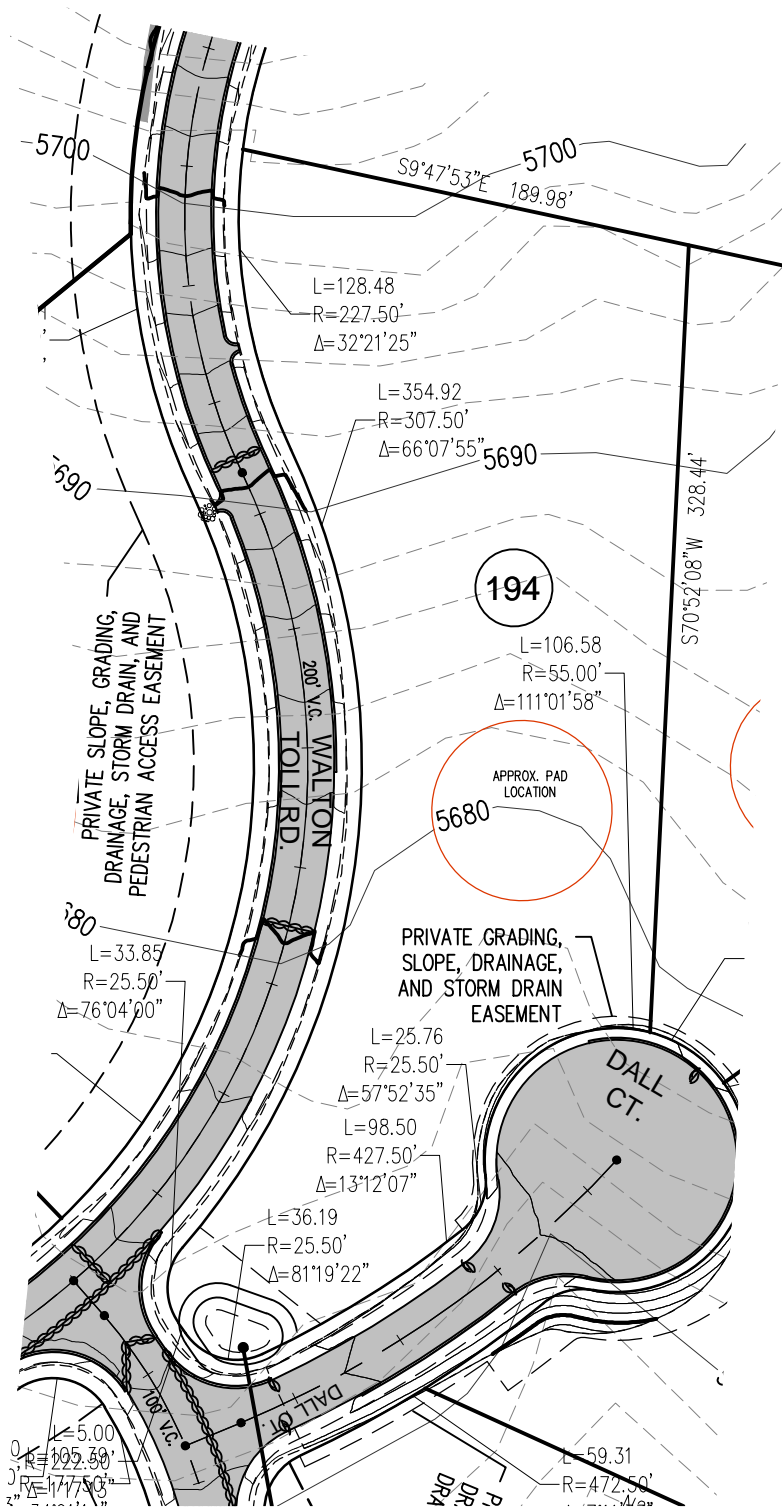 5700
5700
S9°47'53"E 189.98'
L=128.48
R=227.50'
Δ=32°21'25"
L=354.92
R=307.50'
Δ=66°07'55"
5690
S70°52'08"W 328.44'
194
PRIVATE SLOPE, GRADING,
DRAINAGE, STORM DRAIN, AND
PEDESTRIAN ACCESS EASEMENT
L=106.58
R=55.00'
Δ=111°01'58"
200' V.C.
WALTON
TOLL RD.
APPROX. PAD
LOCATION
5680
L=33.85
R=25.50'
Δ=76°04'00"
PRIVATE GRADING,
SLOPE, DRAINAGE,
AND STORM DRAIN
EASEMENT
L=25.76
R=25.50'
Δ=57°52'35"
DALL
CT.
L=98.50
R=427.50'
Δ=13°12'07"
L=36.19
R=25.50'
Δ=81°19'22"
100' V.C.
DALL CT.
L=5.00
R=222.50'
R=177.50'
L=59.31
R=472.50'